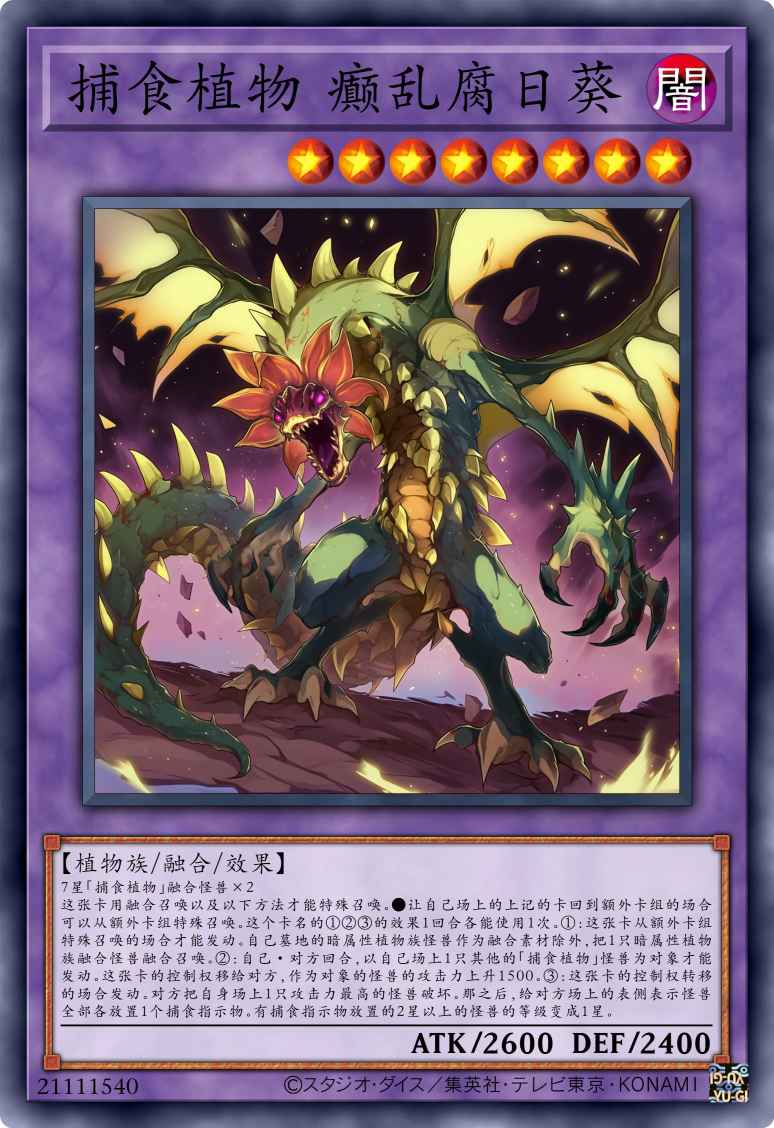 捕食植物 癫乱腐日葵
闇
【植物族/融合/效果】
7星「捕食植物」融合怪兽×2
这张卡用融合召唤以及以下方法才能特殊召唤。●让自己场上的上记的卡回到额外卡组的场合
可以从额外卡组特殊召唤。这个卡名的①②③的效果1回合各能使用1次。①:这张卡从额外卡组
特殊召唤的场合才能发动。自己墓地的暗属性植物族怪兽作为融合素材除外,把1只暗属性植物
族融合怪兽融合召唤。②:自己・对方回合,以自己场上1只其他的「捕食植物」怪兽为对象才能
发动。这张卡的控制权移给对方,作为对象的怪兽的攻击力上升1500。③:这张卡的控制权转移
的场合发动。对方把自身场上1只攻击力最高的怪兽破坏。那之后,给对方场上的表侧表示怪兽
全部各放置1个捕食指示物。有捕食指示物放置的2星以上的怪兽的等级变成1星。
ATK/2600 DEF/2400
21111540 ©スタジオ・ダイス/集英社・テレビ東京・KONAMI